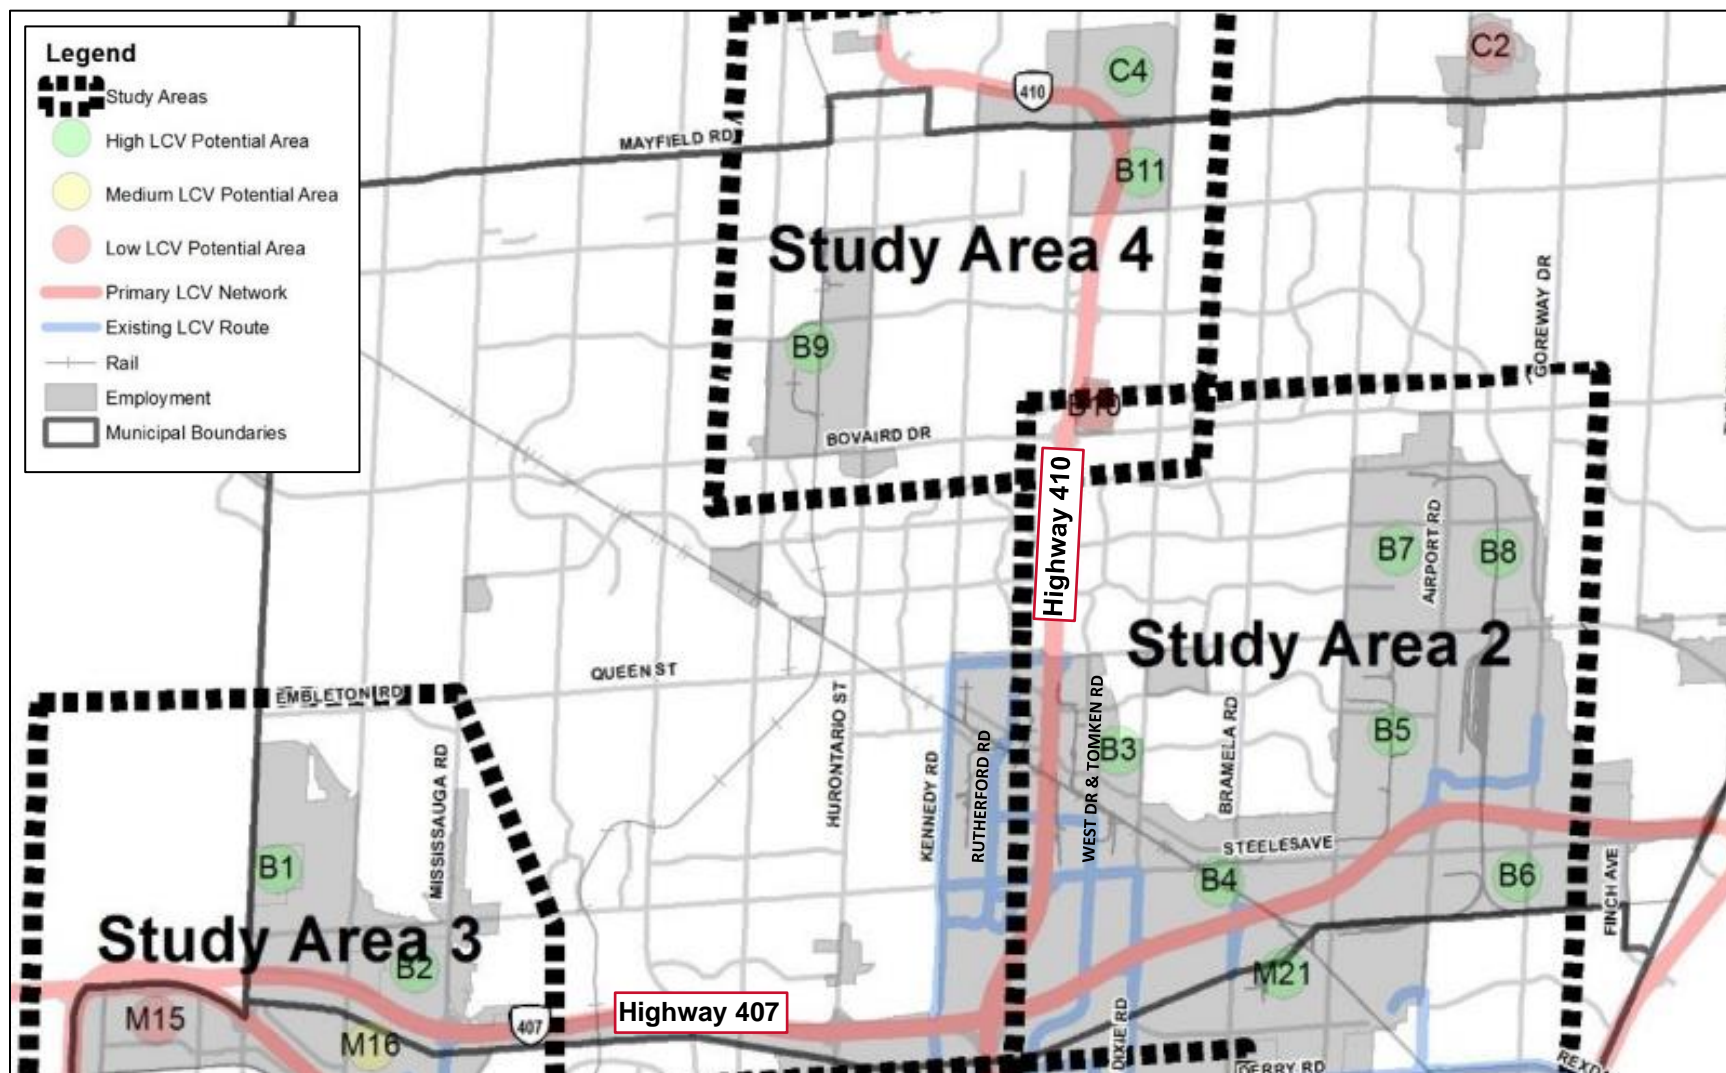 Legend
Study Areas
High LCV Potential Area
Medium LCV Potential Area
Low LCV Potential Area
Primary LCV Network
Existing LCV Route
Rail
Employment
Municipal Boundaries
C4
C2
410
MAYFIELD RD
B11
Study Area 4
GOREWAY DR
B9
B10
BOVAIRD DR
Highway 410
B7
AIRPORT RD
B8
Study Area 2
QUEEN ST
EMBLETON RD
HURONTARIO ST
MISSISSAUGA RD
KENNEDY RD
RUTHERFORD RD
WEST DR & TOMKEN RD
B3
BRAMELA RD
B5
STEELESAVE
B1
B4
B6
FINCH AVE
Study Area 3
B2
M21
M15
M16
407
Highway 407
DIXIE RD
DERRY RD